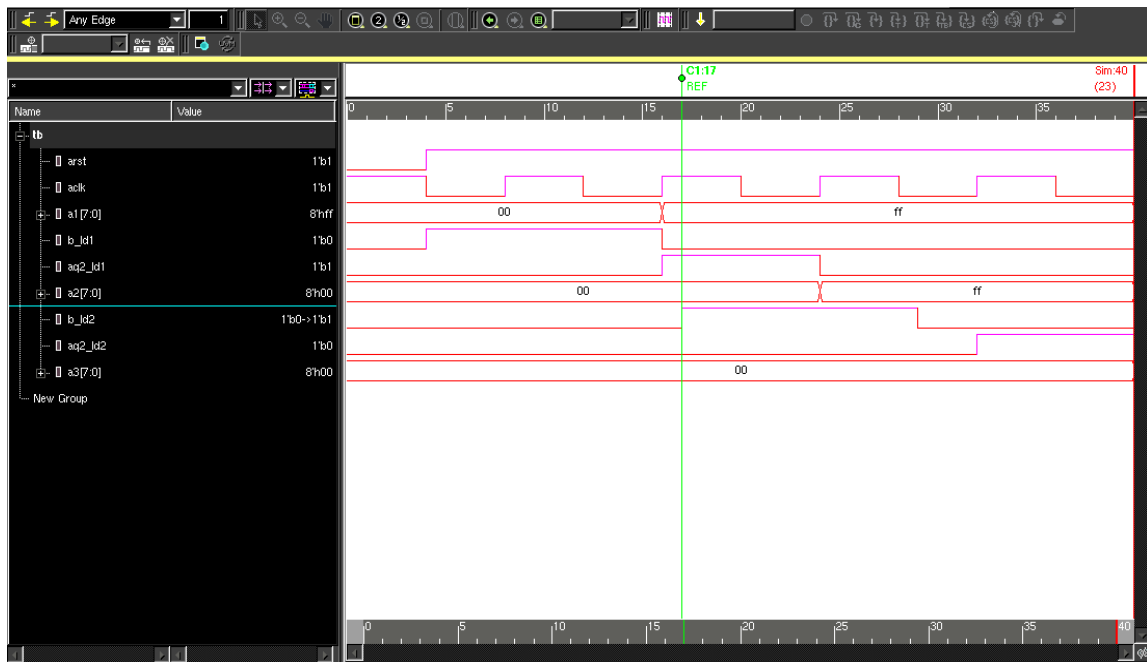 Any Edge 1
C1:17 Sim:40
REF (23)
*
Name Value 0 5 10 15 20 25 30 35
tb
arst 1'b1
aclk 1'b1
a1[7:0] 8'hff 00 ff
b_ld1 1'b0
aq2_ld1 1'b1
a2[7:0] 8'h00 00 ff
b_ld2 1'b0->1'b1
aq2_ld2 1'b0
a3[7:0] 8'h00 00
New Group
0 5 10 15 20 25 30 35 40